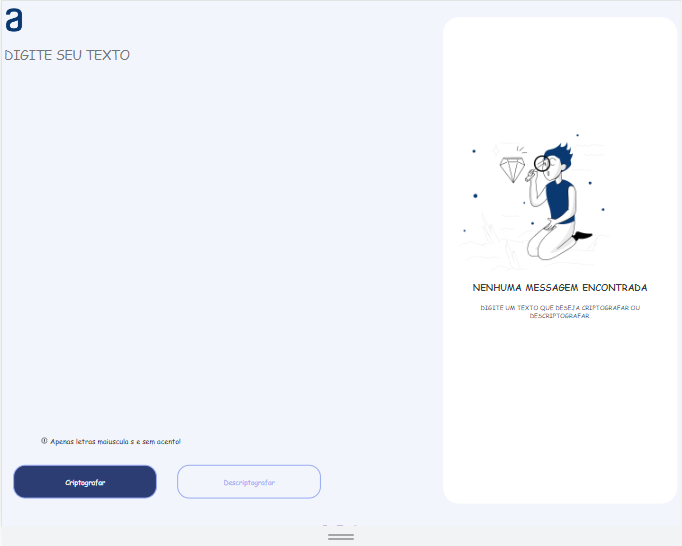 a
DIGITE SEU TEXTO
NENHUMA MESSAGEM ENCONTRADA
DIGITE UM TEXTO QUE DESEJA CRIPTOGRAFAR OU
DESCRIPTOGRAFAR
Apenas letras maiuscula s e sem acento!
Criptografar
Descriptografar